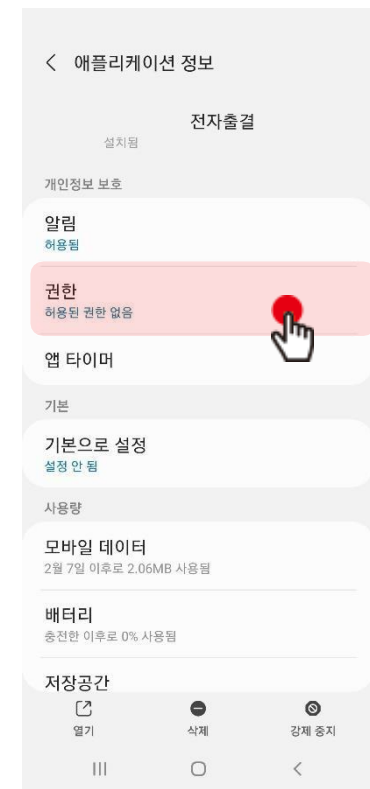 애플리케이션 정보
전자출결
설치됨
개인정보 보호
알림
허용됨
권한
허용된 권한 없음
앱 타이머
기본
기본으로 설정
설정 안 됨
사용량
모바일 데이터
2월 7일 이후로 2.06MB 사용됨
배터리
충전한 이후로 0% 사용됨
저장공간
열기 삭제 강제 중지